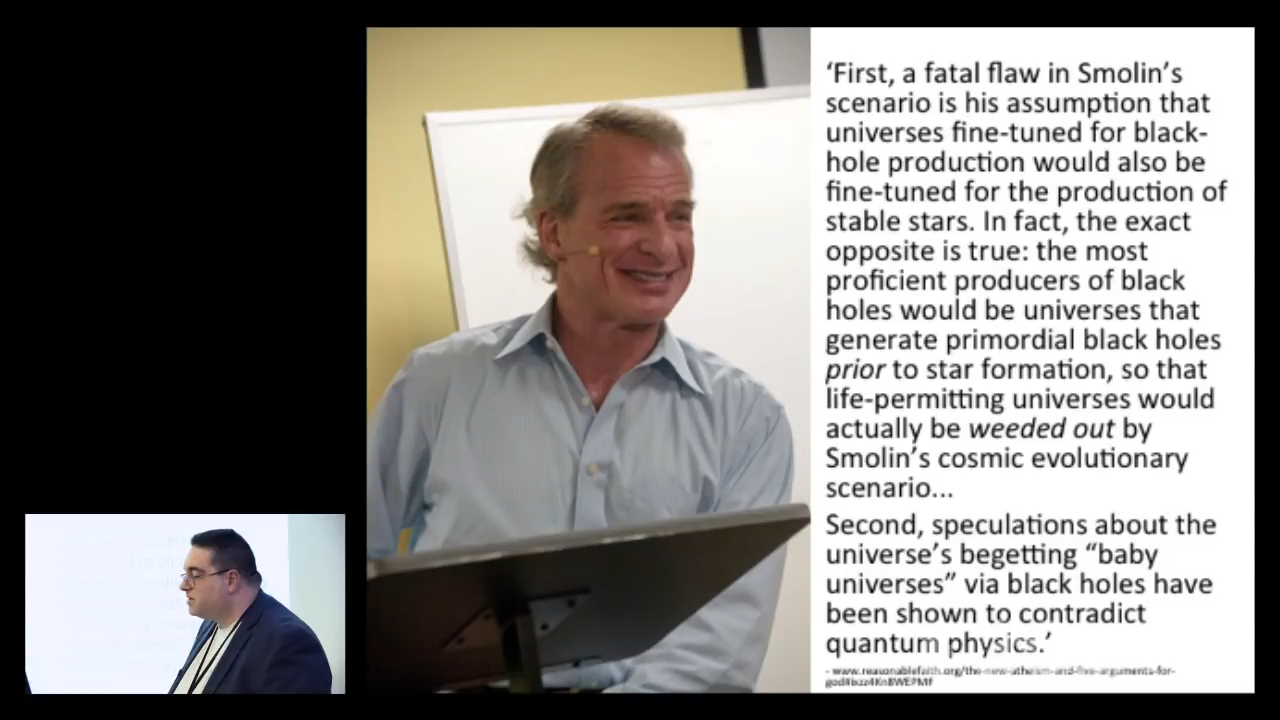 ‘First, a fatal flaw in Smolin’s
scenario is his assumption that
universes fine-tuned for black-
hole production would also be
fine-tuned for the production of
stable stars. In fact, the exact
opposite is true: the most
proficient producers of black
holes would be universes that
generate primordial black holes
prior to star formation, so that
life-permitting universes would
actually be weeded out by
Smolin’s cosmic evolutionary
scenario...
Second, speculations about the
universe’s begetting “baby
universes” via black holes have
been shown to contradict
quantum physics.’
- www.reasonablefaith.org/the-new-atheism-and-five-arguments-for-